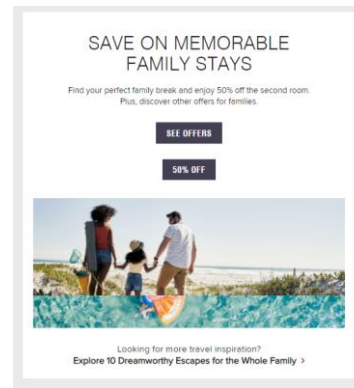 SAVE ON MEMORABLE
FAMILY STAYS
Find your perfect family break and enjoy 50% off the second room.
Plus, discover other offers for families.
SEE OFFERS
50% OFF
Looking for more travel inspiration?
Explore 10 Dreamworthy Escapes for the Whole Family >